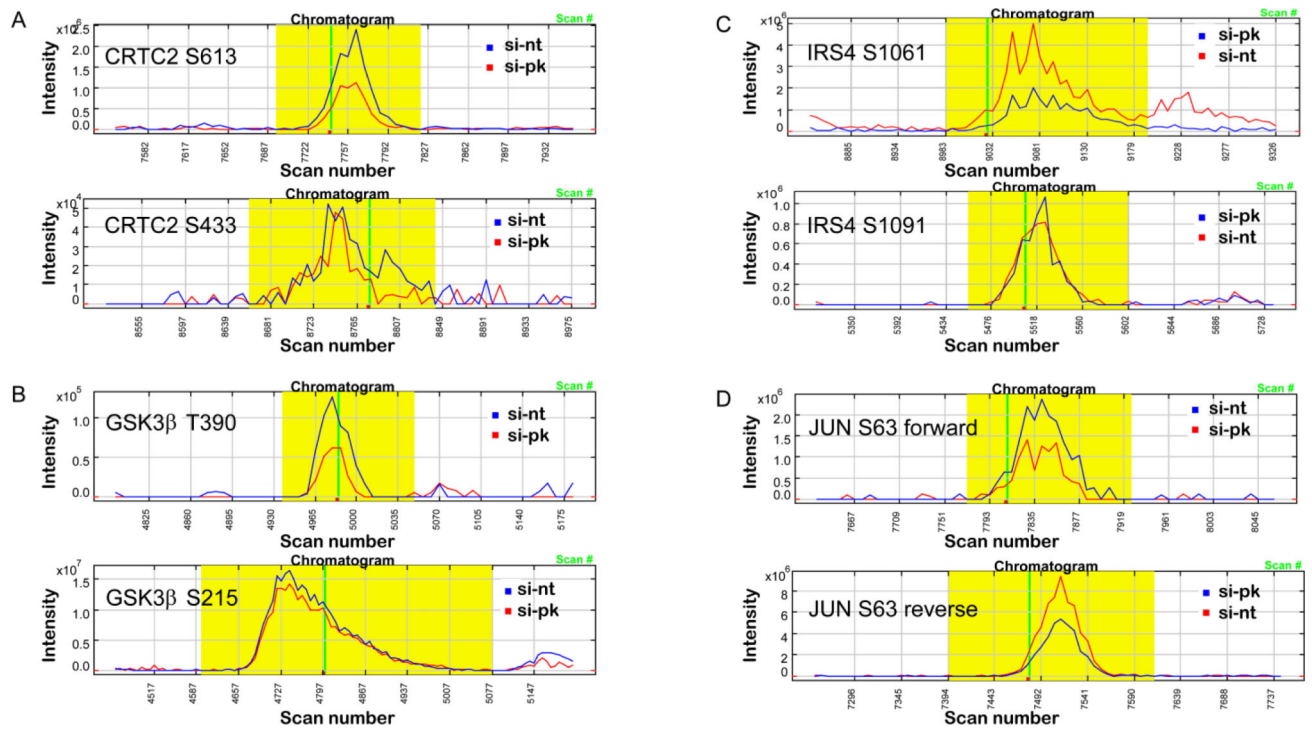 A
Chromatogram
Scan #
x10^6
2.5
2.0
1.5
1.0
0.5
0.0
Intensity
CRTC2 S613
si-nt
si-pk
7582 7617 7652 7687 7722 7757 7792 7827 7862 7897 7932
Scan number
Chromatogram
Scan #
x10^4
5
4
3
2
1
0
Intensity
CRTC2 S433
si-nt
si-pk
8555 8597 8639 8681 8723 8765 8807 8849 8891 8933 8975
Scan number
B
Chromatogram
Scan #
x10^5
1.0
0.5
0.0
Intensity
GSK3β T390
si-nt
si-pk
4825 4860 4895 4930 4965 5000 5035 5070 5105 5140 5175
Scan number
Chromatogram
Scan #
x10^7
1.5
1.0
0.5
0.0
Intensity
GSK3β S215
si-nt
si-pk
4517 4587 4657 4727 4797 4867 4937 5007 5077 5147
Scan number
C
Chromatogram
Scan #
x10^6
5
4
3
2
1
0
Intensity
IRS4 S1061
si-pk
si-nt
8885 8934 8983 9032 9081 9130 9179 9228 9277 9326
Scan number
Chromatogram
Scan #
x10^6
1.0
0.8
0.6
0.4
0.2
0.0
Intensity
IRS4 S1091
si-pk
si-nt
5350 5392 5434 5476 5518 5560 5602 5644 5686 5728
Scan number
D
Chromatogram
Scan #
x10^6
2.0
1.5
1.0
0.5
0.0
Intensity
JUN S63 forward
si-nt
si-pk
7667 7709 7751 7793 7835 7877 7919 7961 8003 8045
Scan number
Chromatogram
Scan #
x10^6
8
6
4
2
0
Intensity
JUN S63 reverse
si-pk
si-nt
7296 7345 7394 7443 7492 7541 7590 7639 7688 7737
Scan number